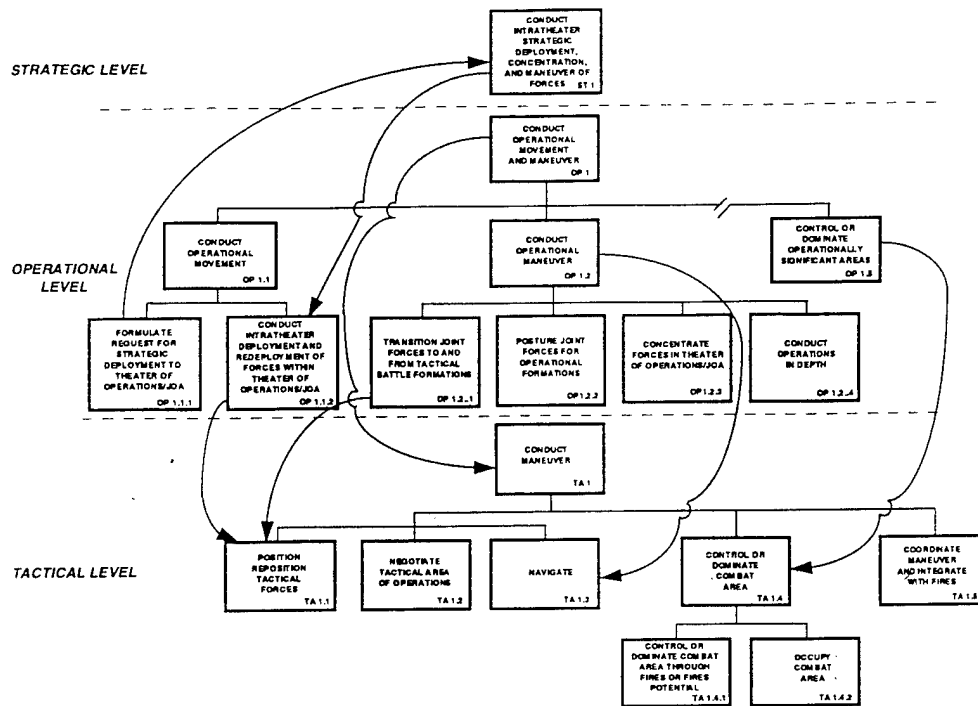 CONDUCT
INTRATHEATER
STRATEGIC
DEPLOYMENT,
CONCENTRATION,
AND MANEUVER OF
FORCES
ST 1
STRATEGIC LEVEL
CONDUCT
OPERATIONAL
MOVEMENT
AND MANEUVER
OP 1
CONDUCT
OPERATIONAL
MOVEMENT
OP 1.1
CONDUCT
OPERATIONAL
MANEUVER
OP 1.2
CONTROL OR
DOMINATE
OPERATIONALLY
SIGNIFICANT AREAS
OP 1.5
OPERATIONAL
LEVEL
FORMULATE
REQUEST FOR
STRATEGIC
DEPLOYMENT TO
THEATER OF
OPERATIONS/JOA
OP 1.1.1
CONDUCT
INTRATHEATER
DEPLOYMENT AND
REDEPLOYMENT OF
FORCES WITHIN
THEATER OF
OPERATIONS/JOA
OP 1.1.2
TRANSITION JOINT
FORCES TO AND
FROM TACTICAL
BATTLE FORMATIONS
OP 1.2.1
POSTURE JOINT
FORCES FOR
OPERATIONAL
FORMATIONS
OP 1.2.2
CONCENTRATE
FORCES IN THEATER
OF OPERATIONS/JOA
OP 1.2.3
CONDUCT
OPERATIONS
IN DEPTH
OP 1.2.4
CONDUCT
MANEUVER
TA 1
TACTICAL LEVEL
POSITION
REPOSITION
TACTICAL
FORCES
TA 1.1
NEGOTIATE
TACTICAL AREA
OF OPERATIONS
TA 1.2
NAVIGATE
TA 1.3
CONTROL OR
DOMINATE
COMBAT
AREA
TA 1.4
COORDINATE
MANEUVER
AND INTEGRATE
WITH FIRES
TA 1.5
CONTROL OR
DOMINATE COMBAT
AREA THROUGH
FIRES OR FIRES
POTENTIAL
TA 1.4.1
OCCUPY
COMBAT
AREA
TA 1.4.2